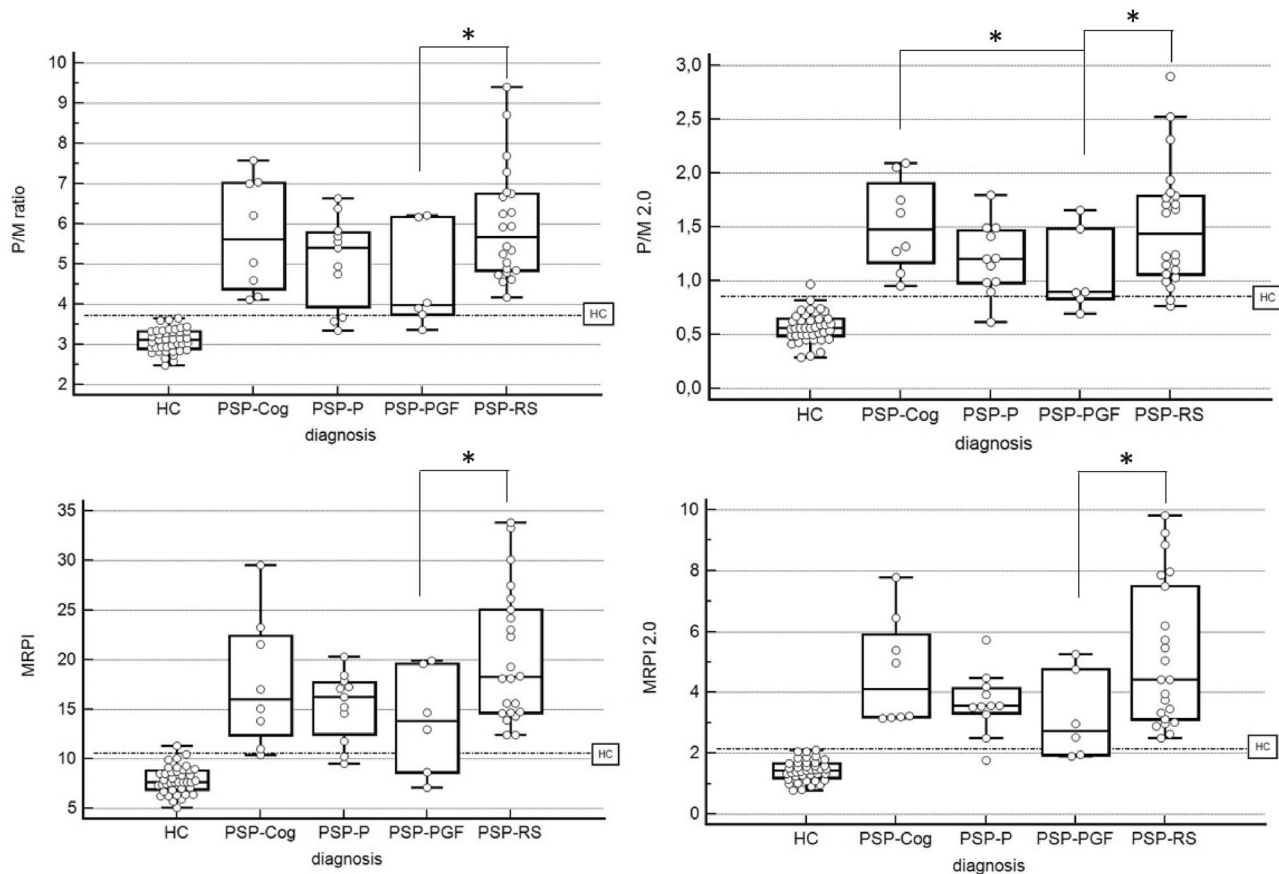 *
10
9
8
7
6
5
4
3
2
P/M ratio
HC
HC PSP-Cog PSP-P PSP-PGF PSP-RS
diagnosis
* *
3,0
2,5
2,0
1,5
1,0
0,5
0,0
P/M 2.0
HC
HC PSP-Cog PSP-P PSP-PGF PSP-RS
diagnosis
*
35
30
25
20
15
10
5
MRPI
HC
HC PSP-Cog PSP-P PSP-PGF PSP-RS
diagnosis
*
10
8
6
4
2
0
MRPI 2.0
HC
HC PSP-Cog PSP-P PSP-PGF PSP-RS
diagnosis